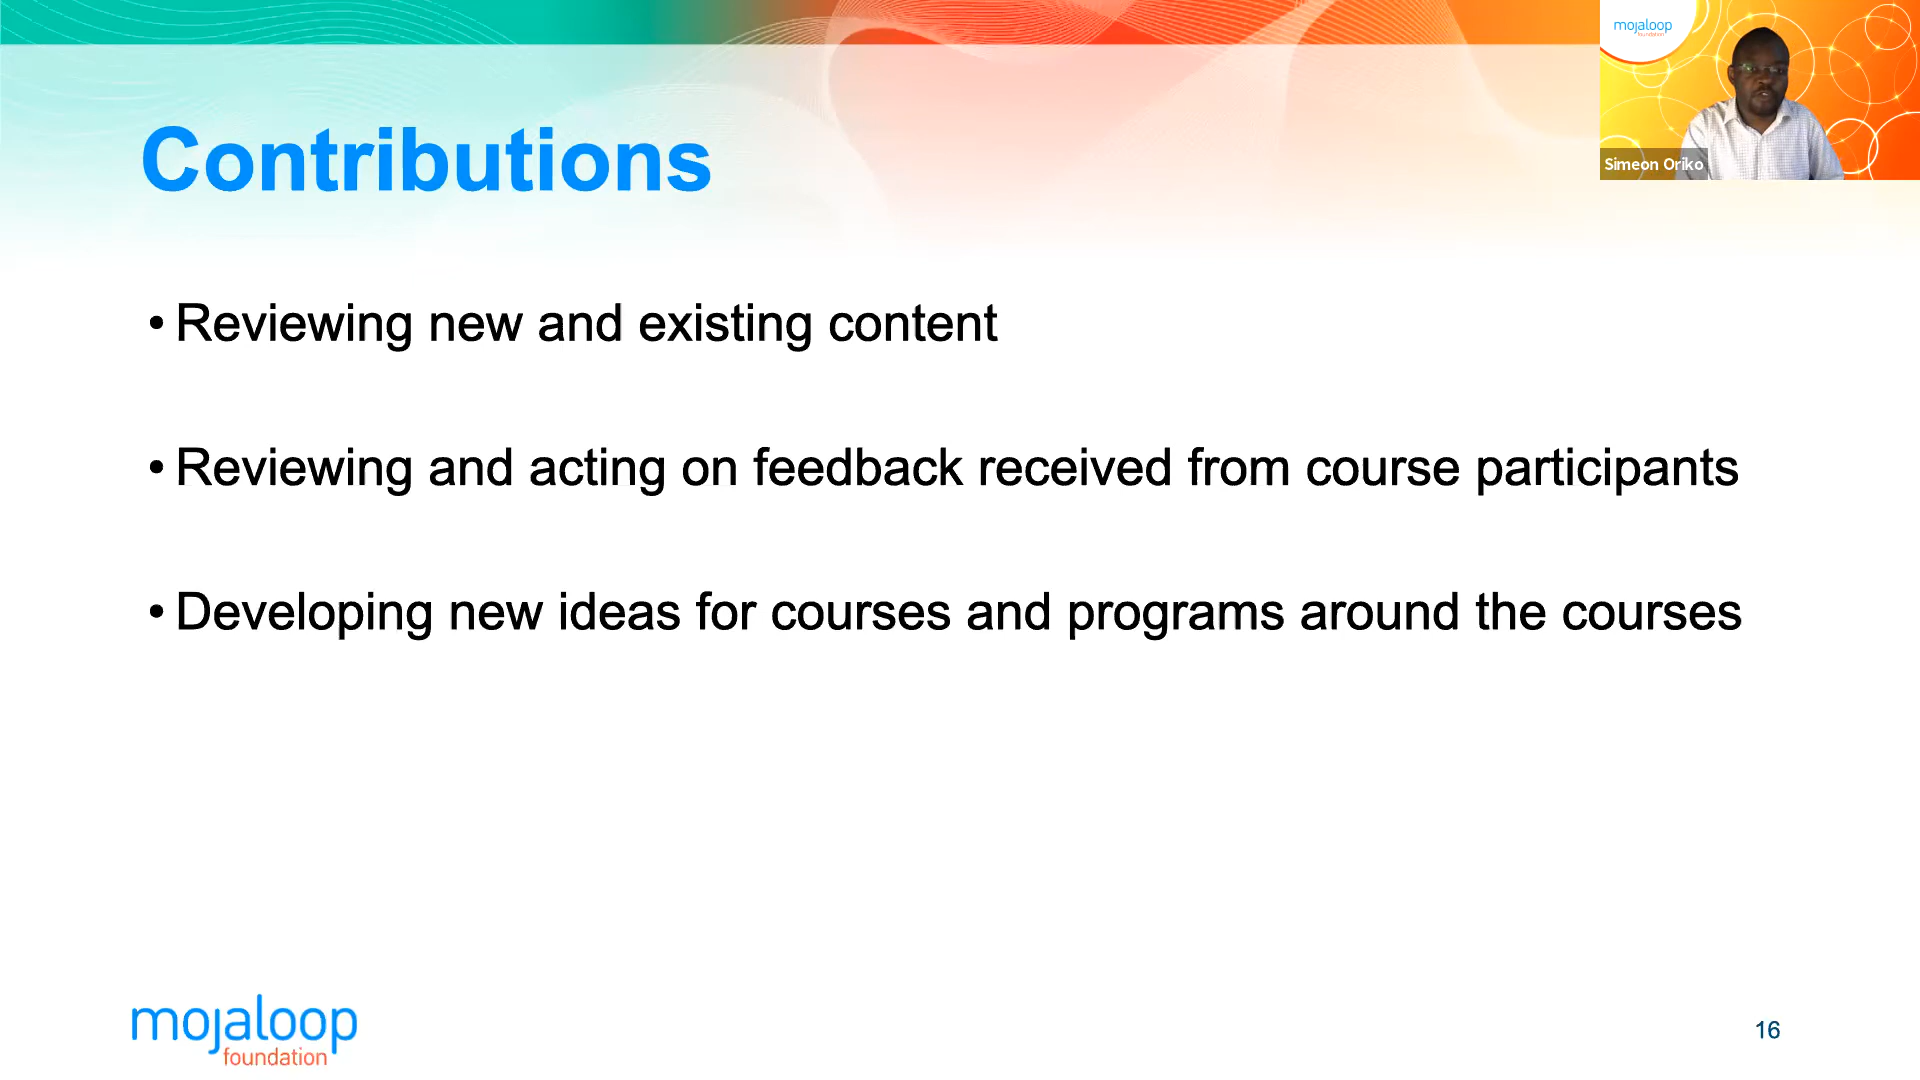 mojaloop
foundation
Simeon Oriko
Contributions
• Reviewing new and existing content
• Reviewing and acting on feedback received from course participants
• Developing new ideas for courses and programs around the courses
mojaloop
foundation
16